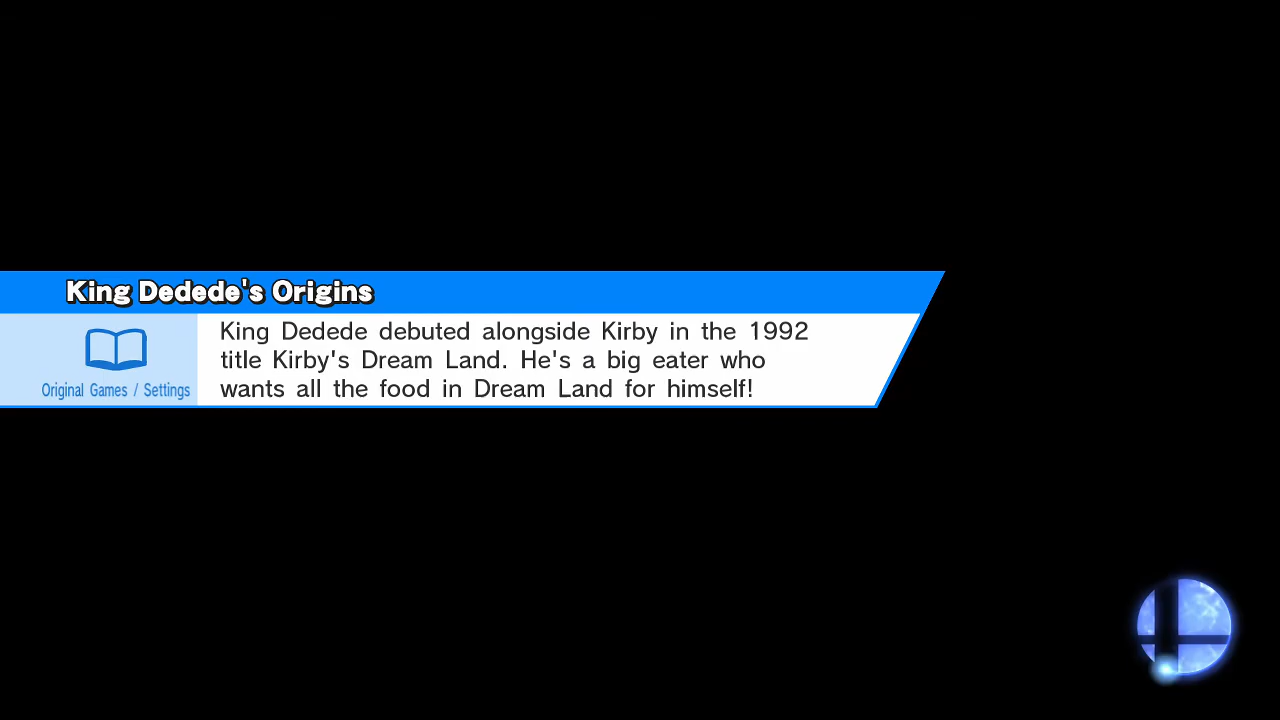 King Dedede's Origins
Original Games / Settings
King Dedede debuted alongside Kirby in the 1992
title Kirby's Dream Land. He's a big eater who
wants all the food in Dream Land for himself!